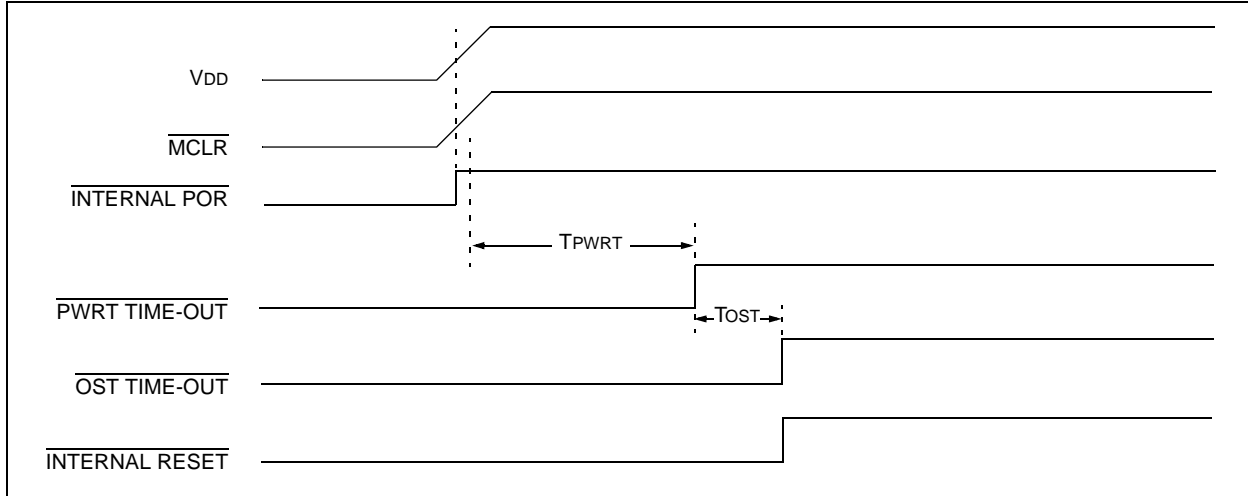 VDD
MCLR
INTERNAL POR
TPWRT
PWRT TIME-OUT
TOST
OST TIME-OUT
INTERNAL RESET